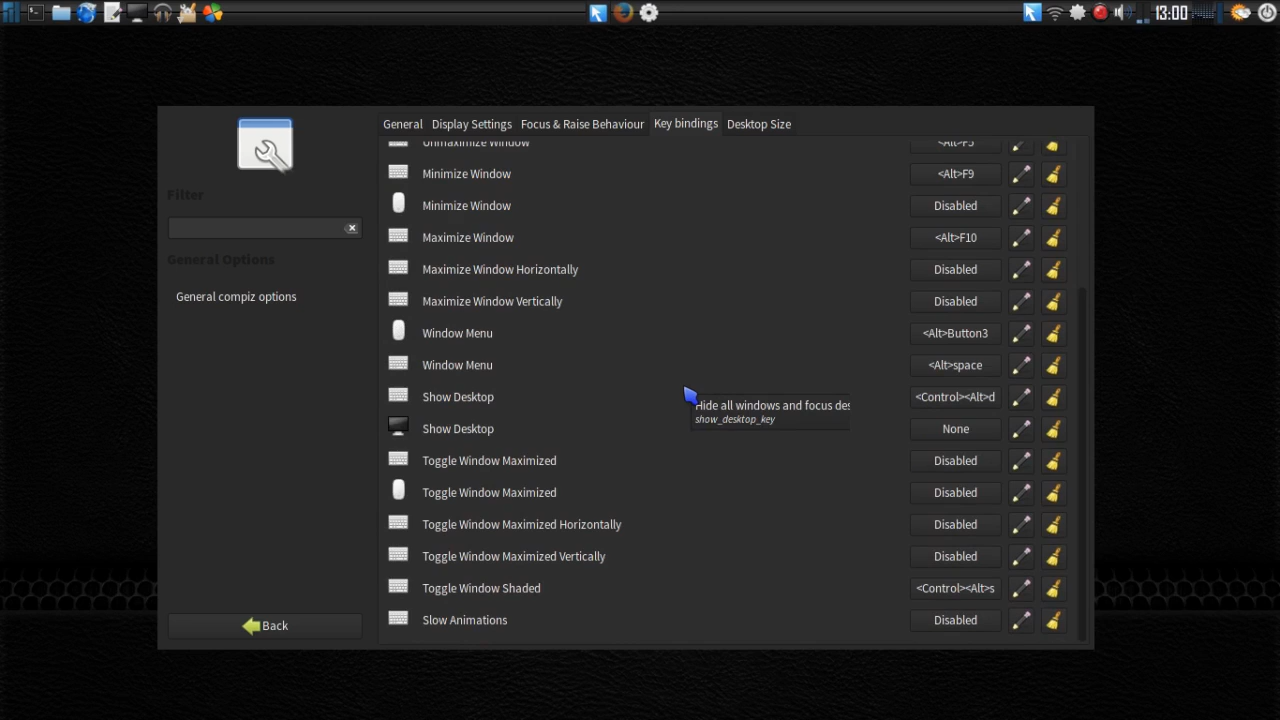 13:00
General Display Settings Focus & Raise Behaviour Key bindings Desktop Size
Filter
General Options
General compiz options
Back
Unmaximize Window <Alt>F5
Minimize Window <Alt>F9
Minimize Window Disabled
Maximize Window <Alt>F10
Maximize Window Horizontally Disabled
Maximize Window Vertically Disabled
Window Menu <Alt>Button3
Window Menu <Alt>space
Show Desktop <Control><Alt>d
Hide all windows and focus des
show_desktop_key
Show Desktop None
Toggle Window Maximized Disabled
Toggle Window Maximized Disabled
Toggle Window Maximized Horizontally Disabled
Toggle Window Maximized Vertically Disabled
Toggle Window Shaded <Control><Alt>s
Slow Animations Disabled